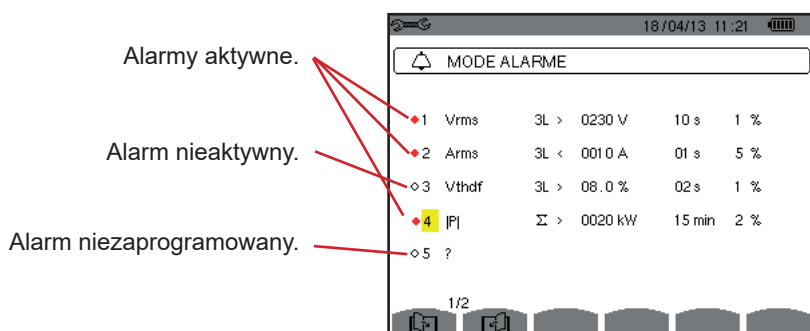 18/04/13 11:21
MODE ALARME
Alarmy aktywne.
1 Vrms 3L > 0230 V 10 s 1 %
2 Arms 3L < 0010 A 01 s 5 %
Alarm nieaktywny.
3 Vthdf 3L > 08.0 % 02 s 1 %
4 |P| Σ > 0020 kW 15 min 2 %
Alarm niezaprogramowany.
5 ?
1/2